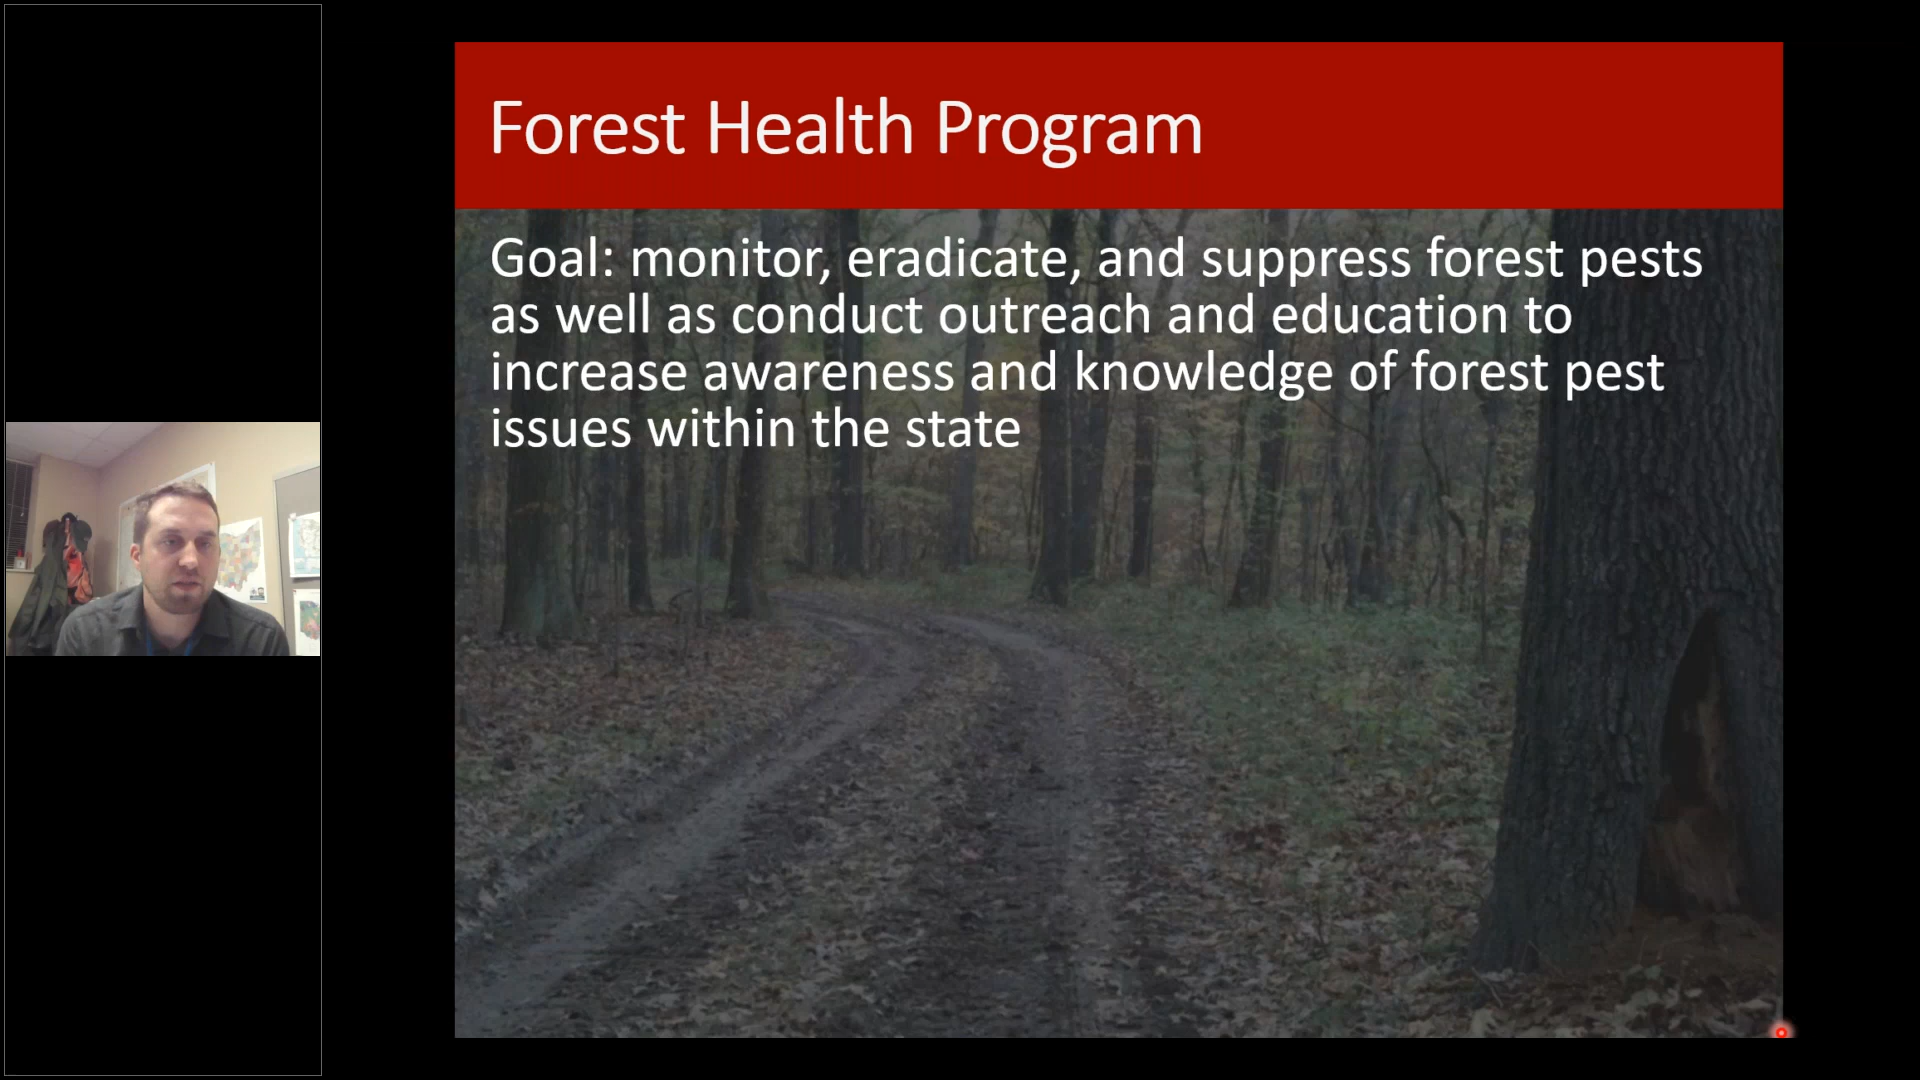 Forest Health Program
Goal: monitor, eradicate, and suppress forest pests
as well as conduct outreach and education to
increase awareness and knowledge of forest pest
issues within the state